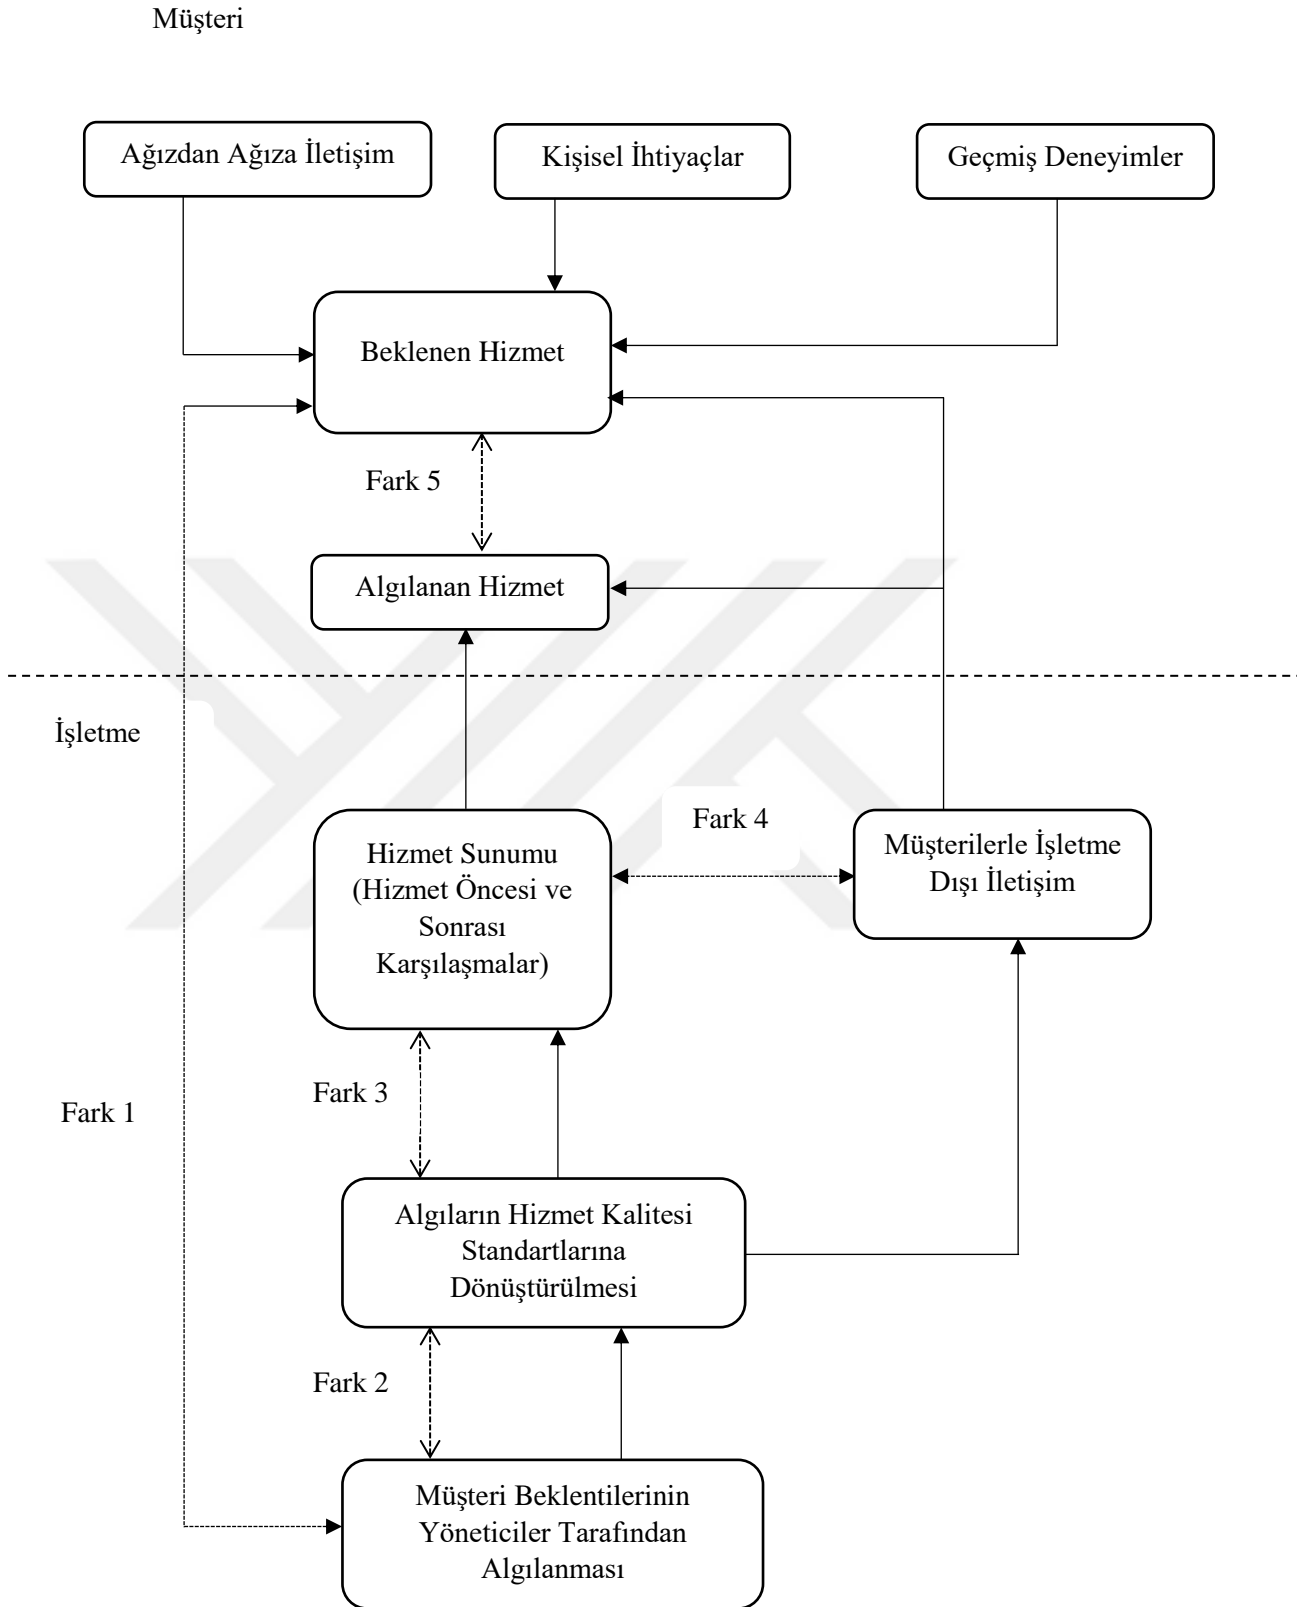 Müşteri
Ağızdan Ağıza İletişim
Kişisel İhtiyaçlar
Geçmiş Deneyimler
Beklenen Hizmet
Fark 5
Algılanan Hizmet
İşletme
Fark 4
Hizmet Sunumu
(Hizmet Öncesi ve
Sonrası
Karşılaşmalar)
Müşterilerle İşletme
Dışı İletişim
Fark 3
Fark 1
Algıların Hizmet Kalitesi
Standartlarına
Dönüştürülmesi
Fark 2
Müşteri Beklentilerinin
Yöneticiler Tarafından
Algılanması